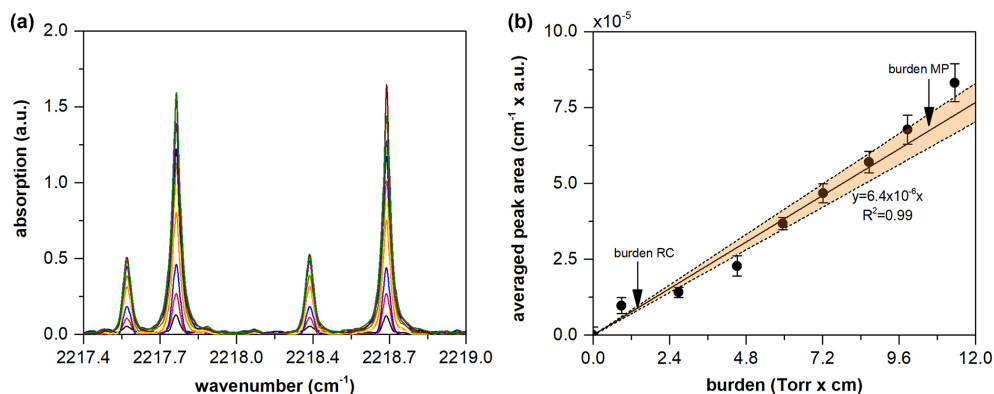 (a)
2.0
1.5
1.0
0.5
0.0
absorption (a.u.)
2217.4 2217.7 2218.0 2218.4 2218.7 2219.0
wavenumber (cm⁻¹)
(b)
x10⁻⁵
10.0
7.5
5.0
2.5
0.0
averaged peak area (cm⁻¹ x a.u.)
burden MP
y=6.4x10⁻⁶x
R²=0.99
burden RC
0.0 2.4 4.8 7.2 9.6 12.0
burden (Torr x cm)